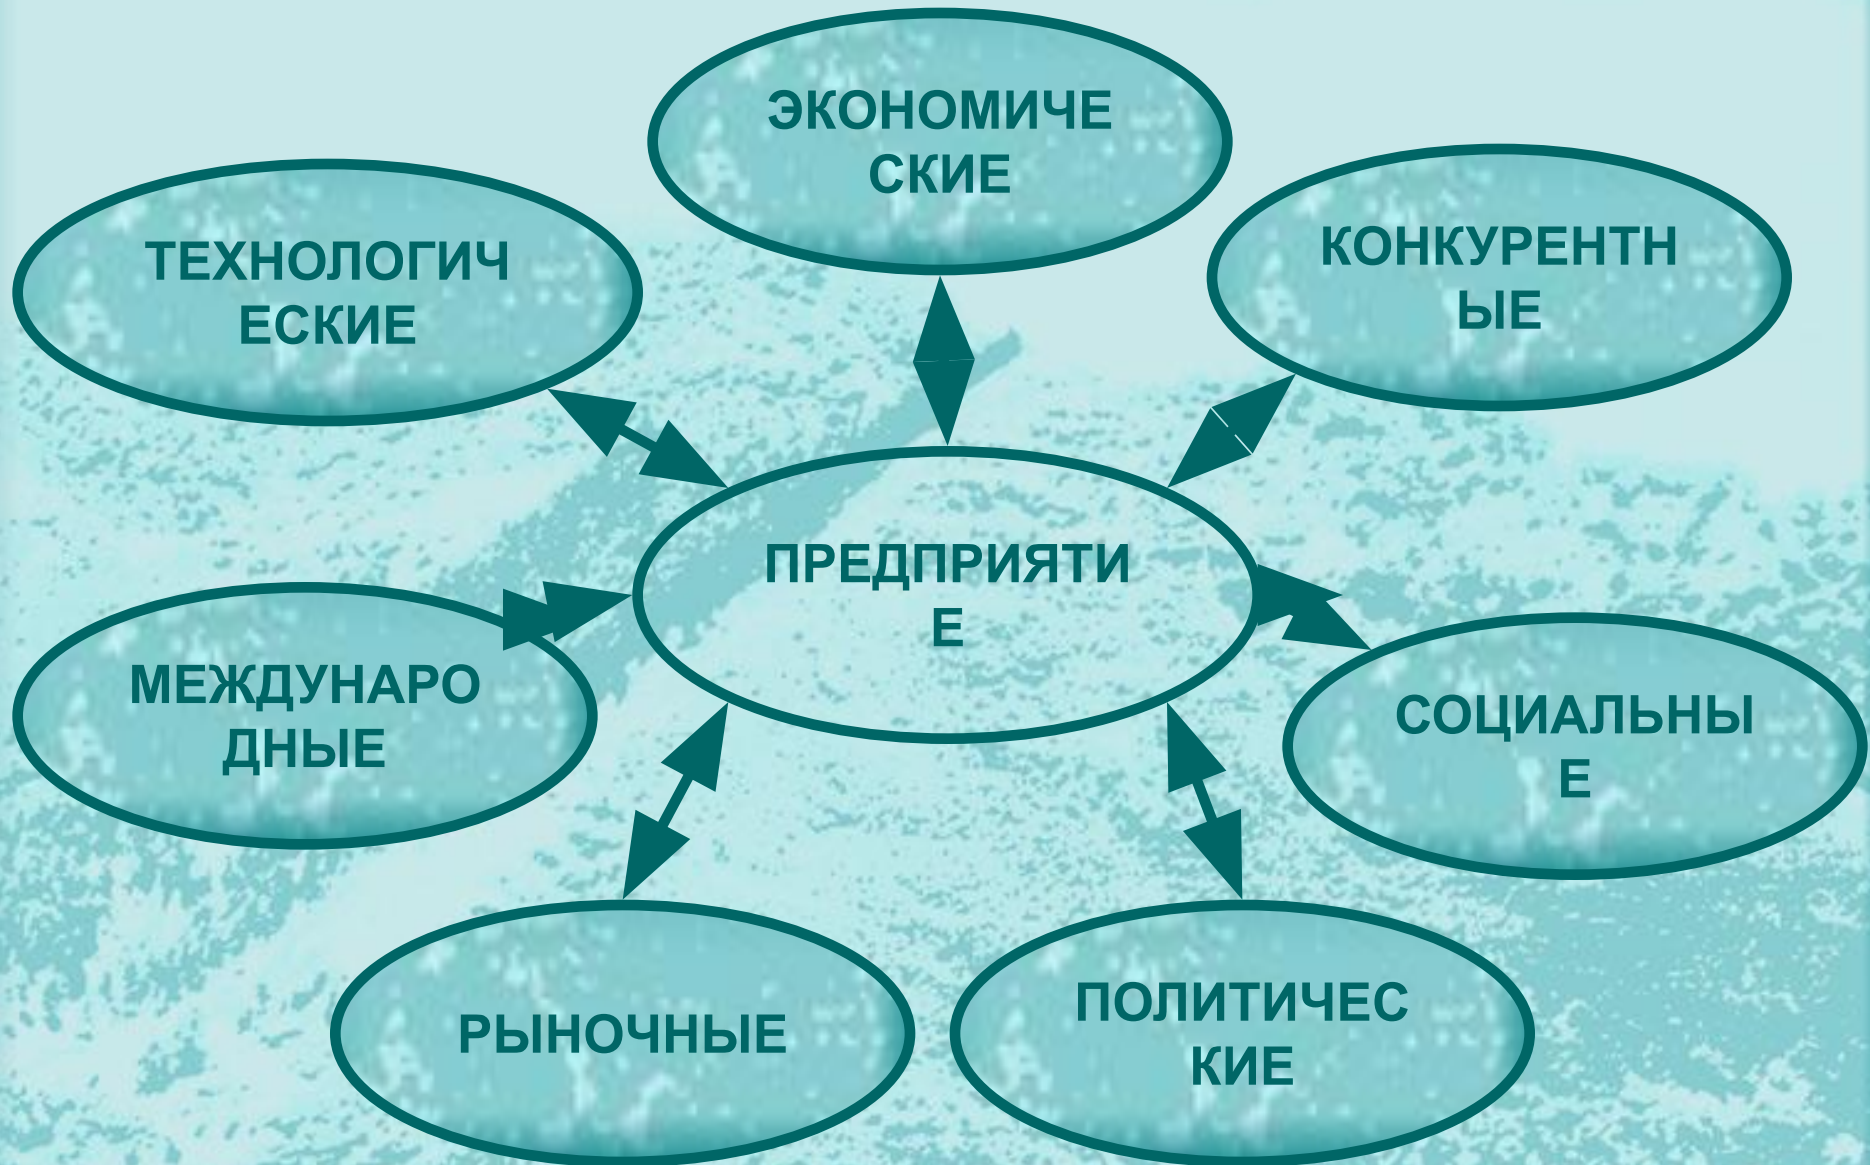 ЭКОНОМИЧЕ
СКИЕ
ТЕХНОЛОГИЧ
ЕСКИЕ
КОНКУРЕНТН
ЫЕ
ПРЕДПРИЯТИ
Е
МЕЖДУНАРО
ДНЫЕ
СОЦИАЛЬНЫ
Е
РЫНОЧНЫЕ
ПОЛИТИЧЕС
КИЕ